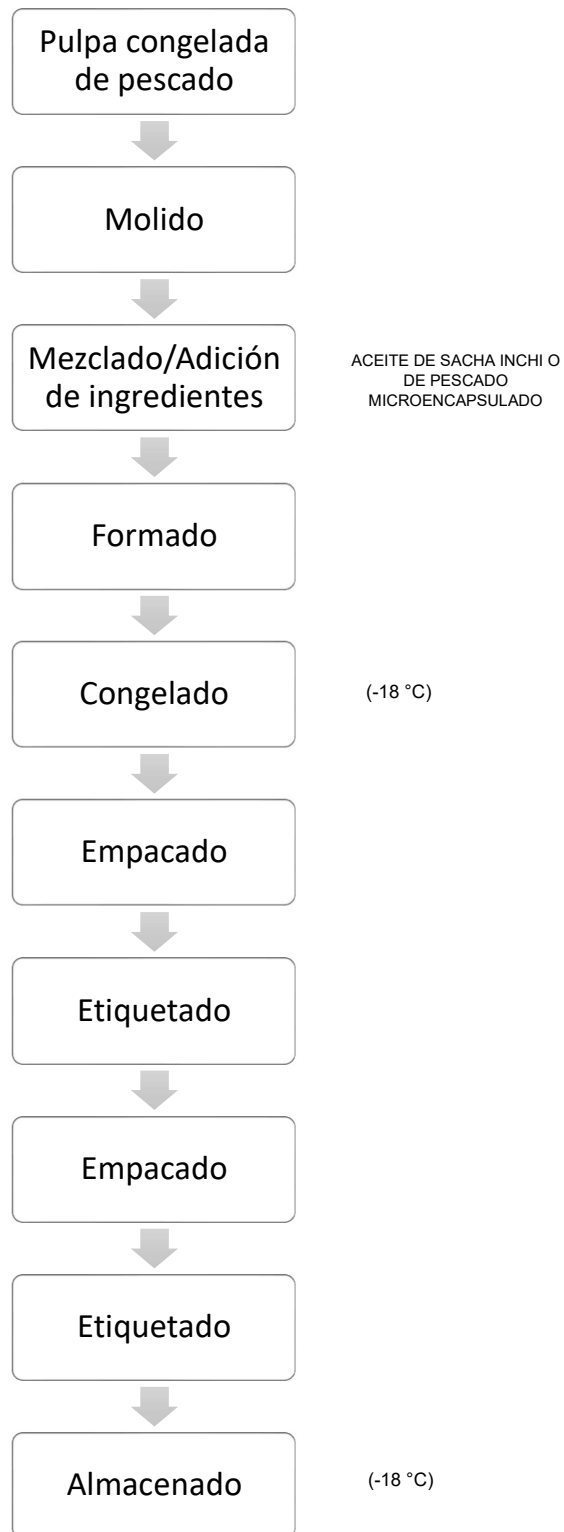 Pulpa congelada
de pescado
Molido
Mezclado/Adición
de ingredientes
ACEITE DE SACHA INCHI O
DE PESCADO
MICROENCAPSULADO
Formado
Congelado
(-18 °C)
Empacado
Etiquetado
Empacado
Etiquetado
Almacenado
(-18 °C)